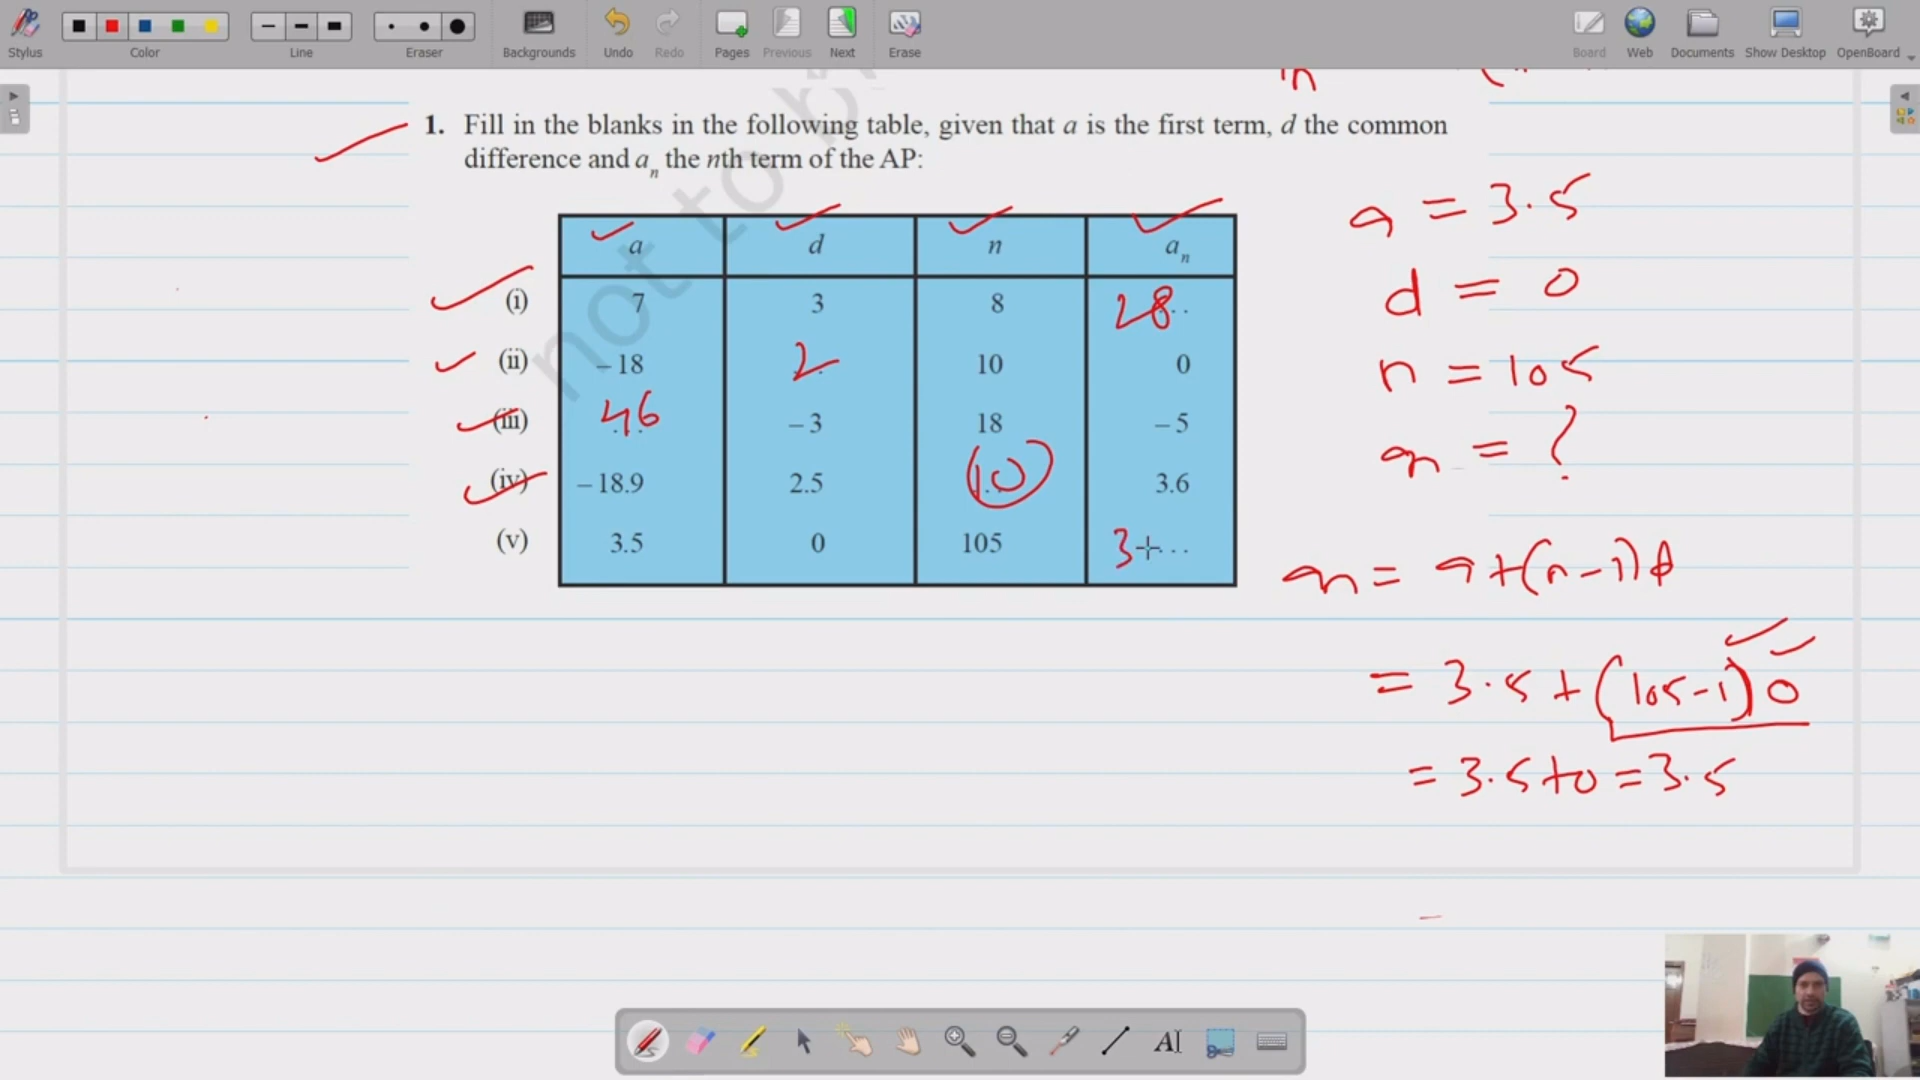 Stylus Color Line Eraser Backgrounds Undo Redo Pages Previous Next Erase Board Web Documents Show Desktop OpenBoard
not to b
1. Fill in the blanks in the following table, given that a is the first term, d the common
difference and aₙ the nth term of the AP:
a d n aₙ
(i) 7 3 8 28..
(ii) – 18 2 10 0
(iii) 46 – 3 18 – 5
(iv) – 18.9 2.5 10 3.6
(v) 3.5 0 105 3...
a = 3.5
d = 0
n = 105
an = ?
an = a+(n-1)d
= 3.5 + (105-1) 0
= 3.5+0 = 3.5
AI